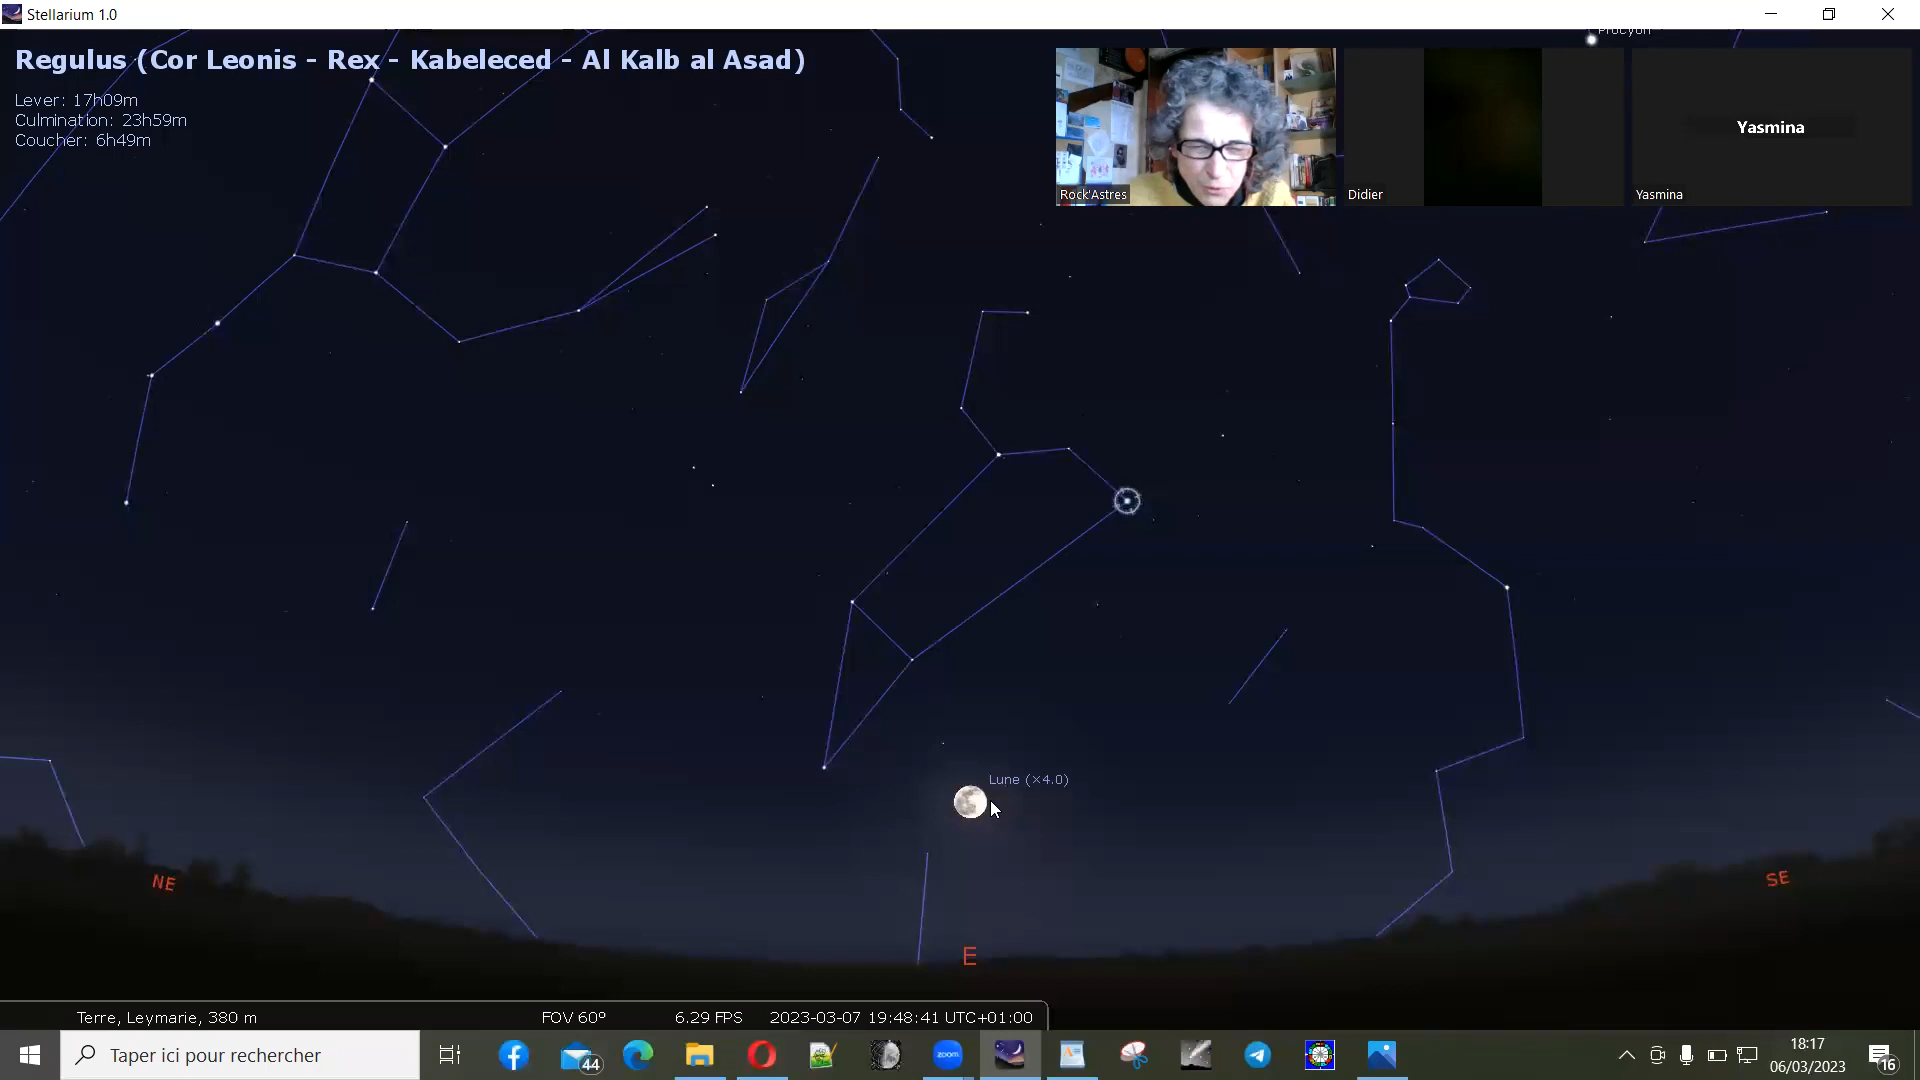 Stellarium 1.0
Regulus (Cor Leonis - Rex - Kabeleced - Al Kalb al Asad)
Lever: 17h09m
Culmination: 23h59m
Coucher: 6h49m
Procyon
Yasmina
Rock'Astres
Didier
Yasmina
Lune (×4.0)
NE
SE
E
Terre, Leymarie, 380 m
FOV 60°
6.29 FPS
2023-03-07 19:48:41 UTC+01:00
Taper ici pour rechercher
44
zoom
18:17
06/03/2023
16